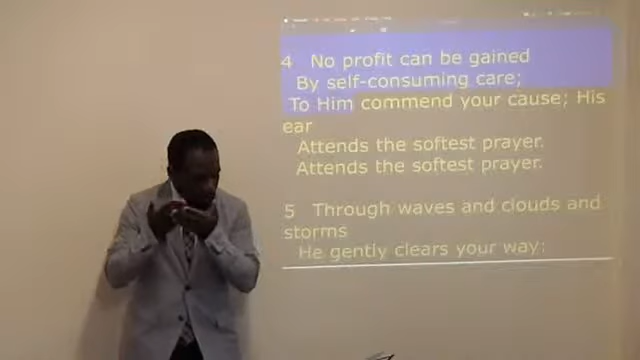 4 No profit can be gained
By self-consuming care;
To Him commend your cause; His
ear
Attends the softest prayer.
Attends the softest prayer.
5 Through waves and clouds and
storms
He gently clears your way: